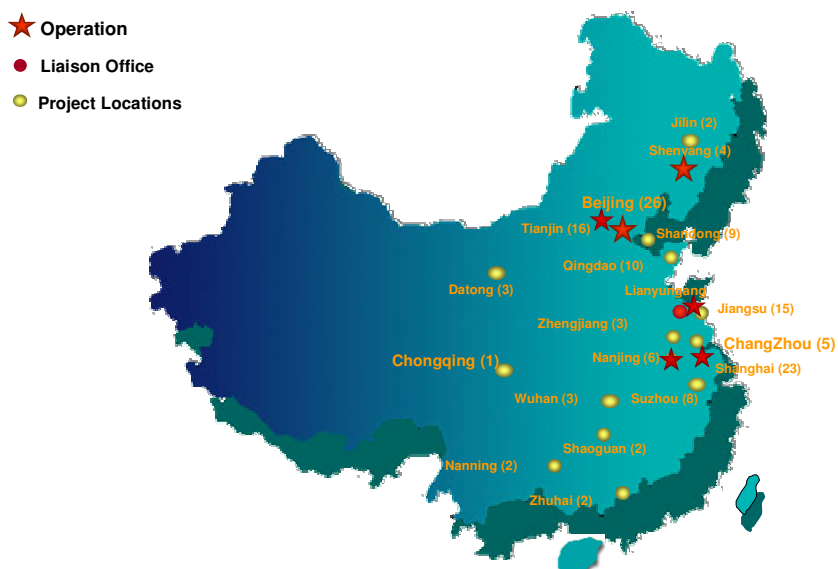 Operation
Liaison Office
Project Locations
Jilin (2)
Shenyang (4)
Beijing (26)
Tianjin (16)
Shandong (9)
Qingdao (10)
Datong (3)
Lianyungang
Jiangsu (15)
Zhengjiang (3)
ChangZhou (5)
Chongqing (1)
Nanjing (6)
Shanghai (23)
Wuhan (3)
Suzhou (8)
Shaoguan (2)
Nanning (2)
Zhuhai (2)